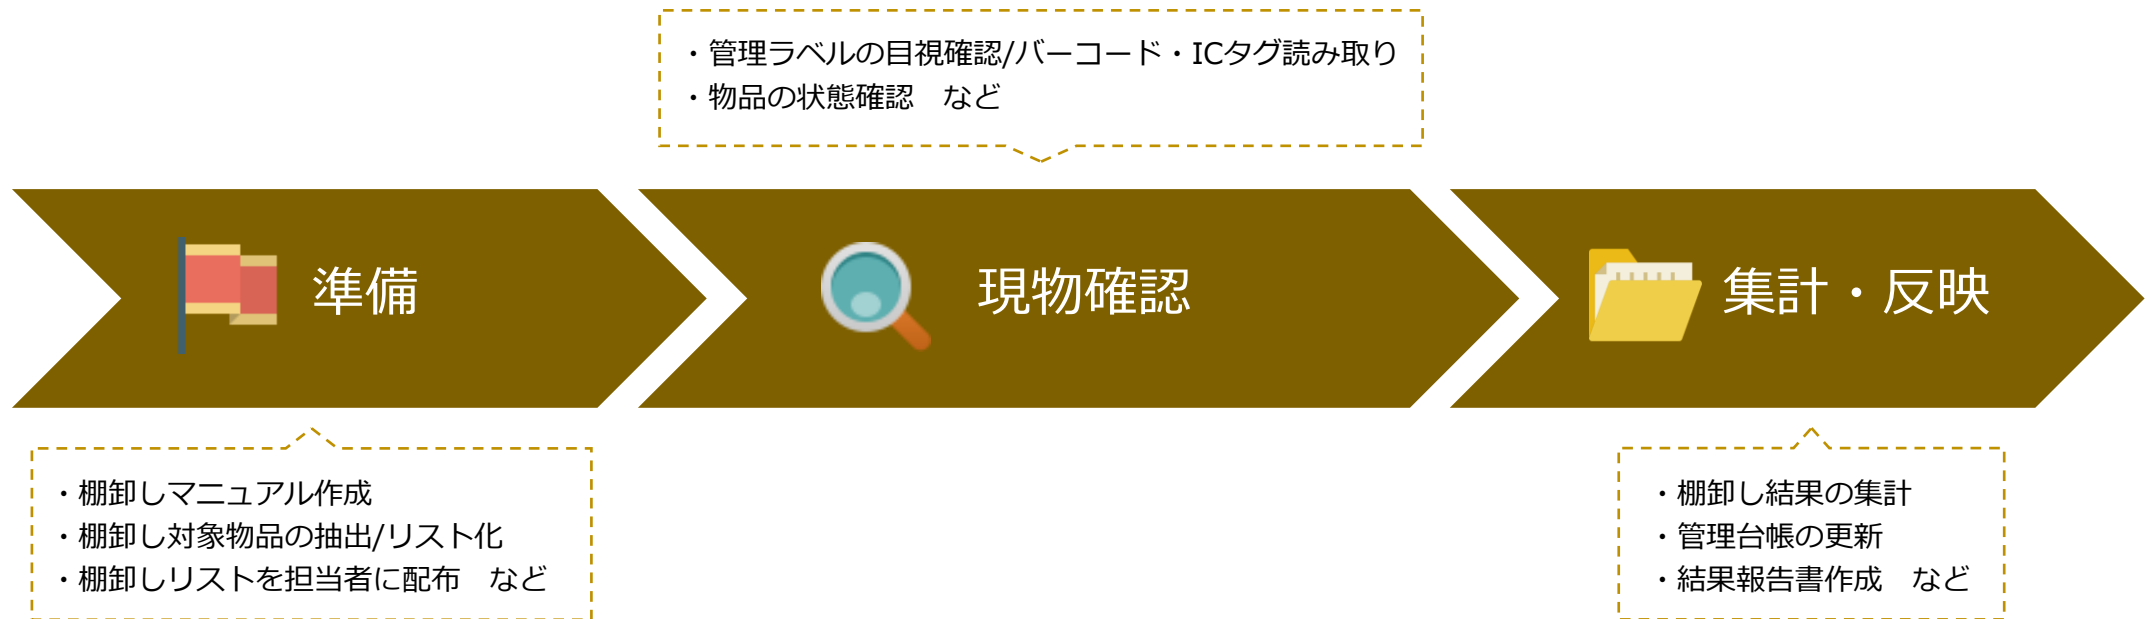 ・管理ラベルの目視確認/バーコード・ICタグ読み取り
・物品の状態確認　など
準備
現物確認
集計・反映
・棚卸しマニュアル作成
・棚卸し対象物品の抽出/リスト化
・棚卸しリストを担当者に配布　など
・棚卸し結果の集計
・管理台帳の更新
・結果報告書作成　など